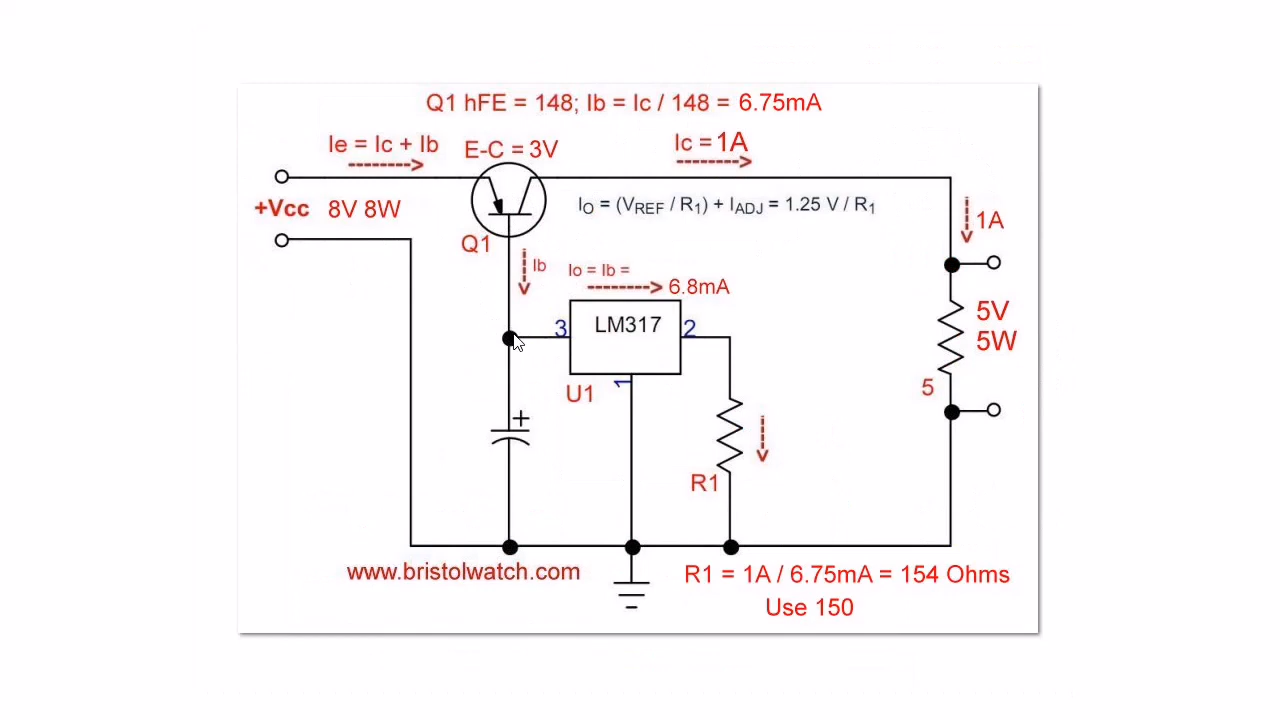 Q1 hFE = 148; Ib = Ic / 148 = 6.75mA
Ie = Ic + Ib
E-C = 3V
Ic = 1A
+Vcc 8V 8W
IO = (VREF / R1) + IADJ = 1.25 V / R1
1A
Q1
Ib
Io = Ib =
6.8mA
3
LM317
2
5V
5W
1
U1
5
+
R1
www.bristolwatch.com
R1 = 1A / 6.75mA = 154 Ohms
Use 150